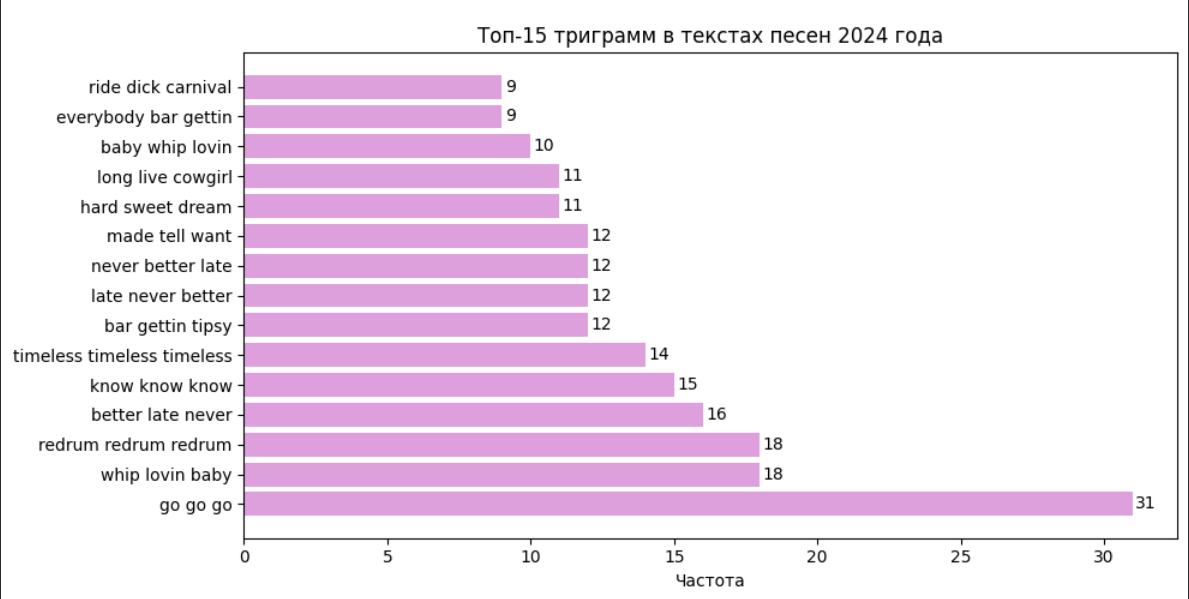 Топ-15 триграмм в текстах песен 2024 года
ride dick carnival 9
everybody bar gettin 9
baby whip lovin 10
long live cowgirl 11
hard sweet dream 11
made tell want 12
never better late 12
late never better 12
bar gettin tipsy 12
timeless timeless timeless 14
know know know 15
better late never 16
redrum redrum redrum 18
whip lovin baby 18
go go go 31
0 5 10 15 20 25 30
Частота